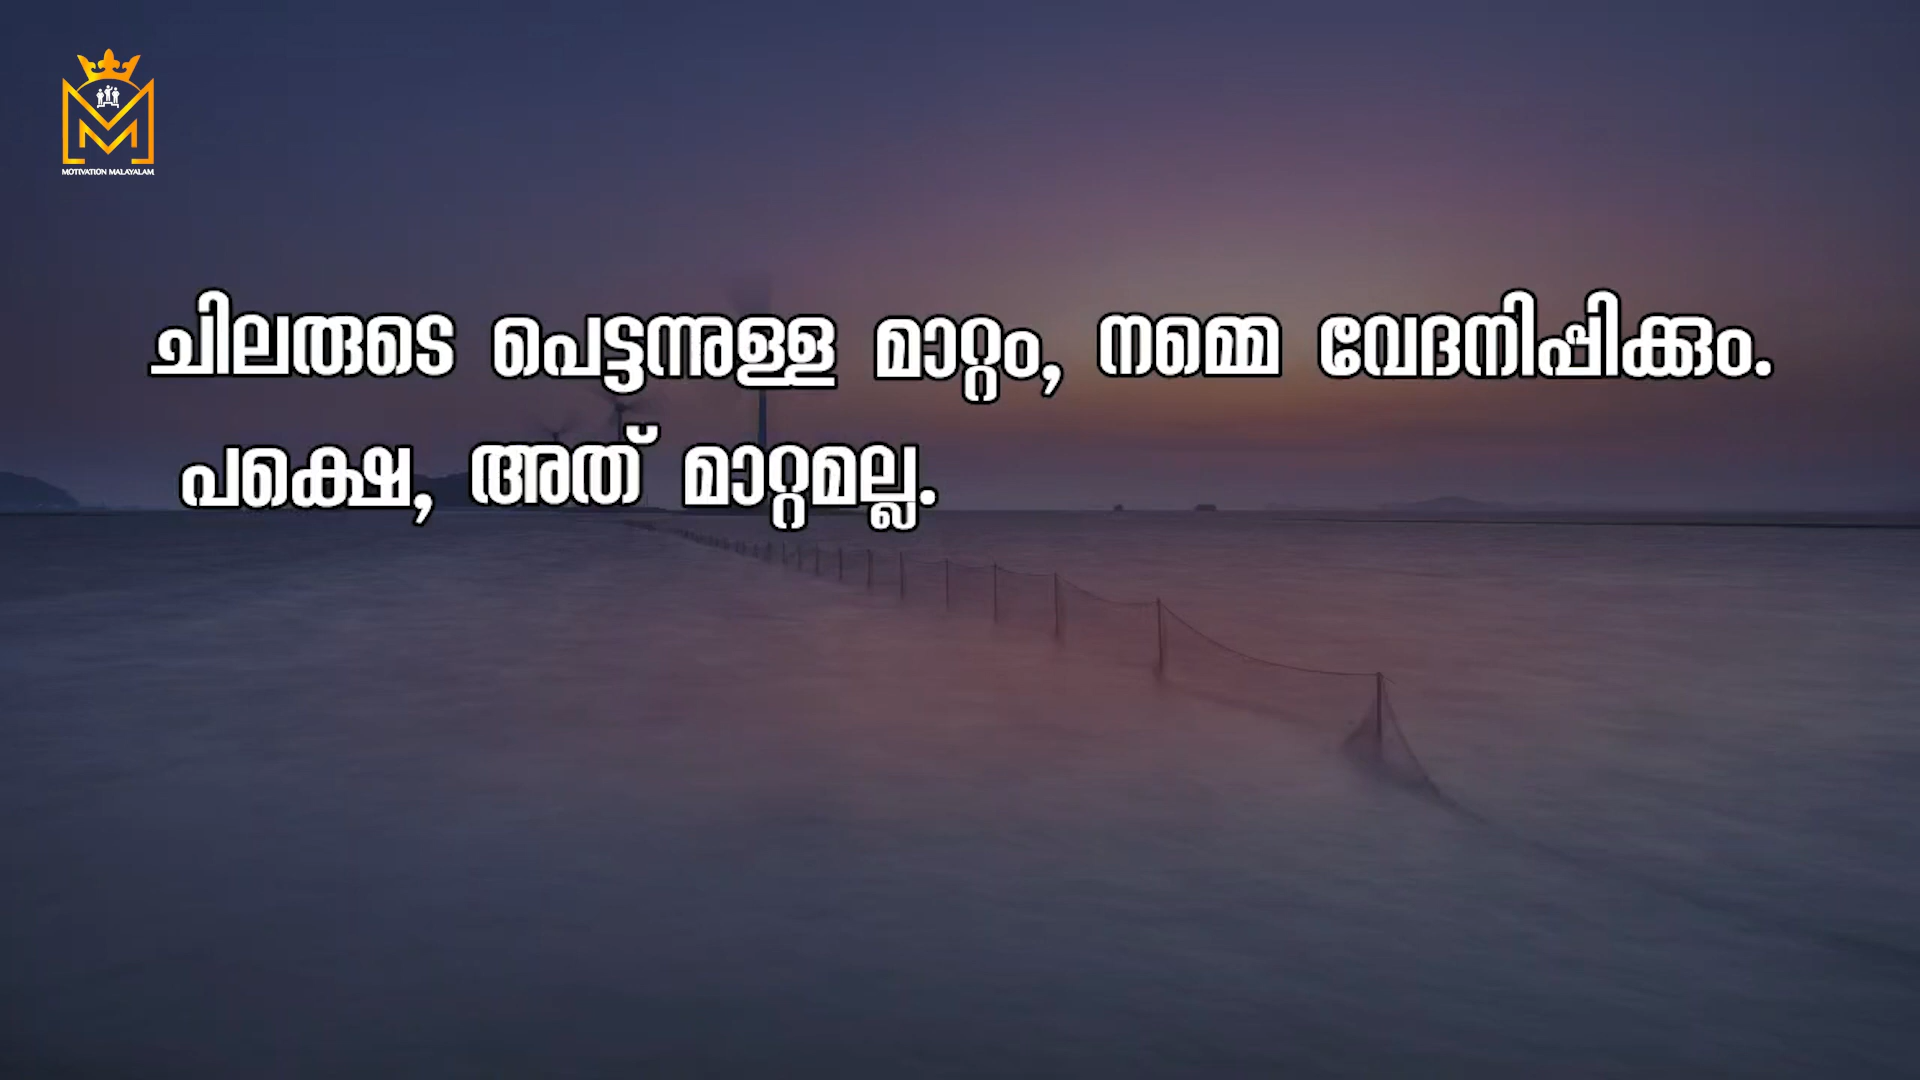 MOTIVATION MALAYALAM
ചിലരുടെ പെട്ടന്നുള്ള മാറ്റം, നമ്മെ വേദനിപ്പിക്കും.
പക്ഷെ, അത് മാറ്റമല്ല.